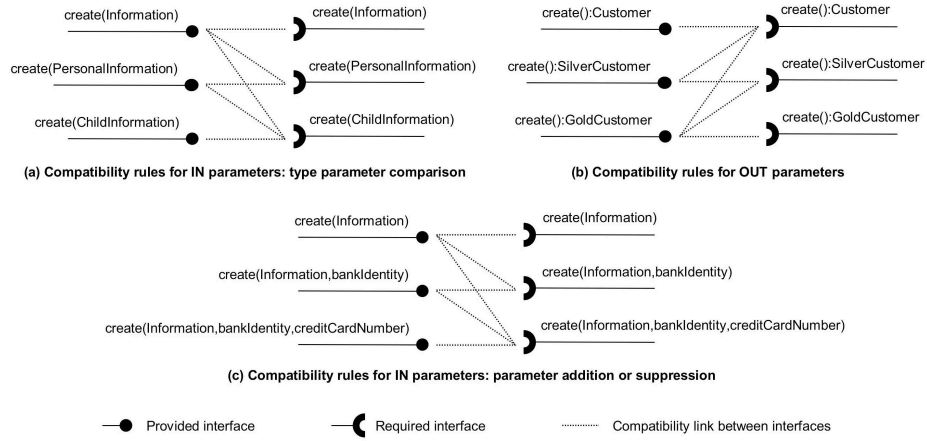 create(Information)
create(Information)
create(PersonalInformation)
create(PersonalInformation)
create(ChildInformation)
create(ChildInformation)
(a) Compatibility rules for IN parameters: type parameter comparison
create():Customer
create():Customer
create():SilverCustomer
create():SilverCustomer
create():GoldCustomer
create():GoldCustomer
(b) Compatibility rules for OUT parameters
create(Information)
create(Information)
create(Information,bankIdentity)
create(Information,bankIdentity)
create(Information,bankIdentity,creditCardNumber)
create(Information,bankIdentity,creditCardNumber)
(c) Compatibility rules for IN parameters: parameter addition or suppression
Provided interface
Required interface
Compatibility link between interfaces